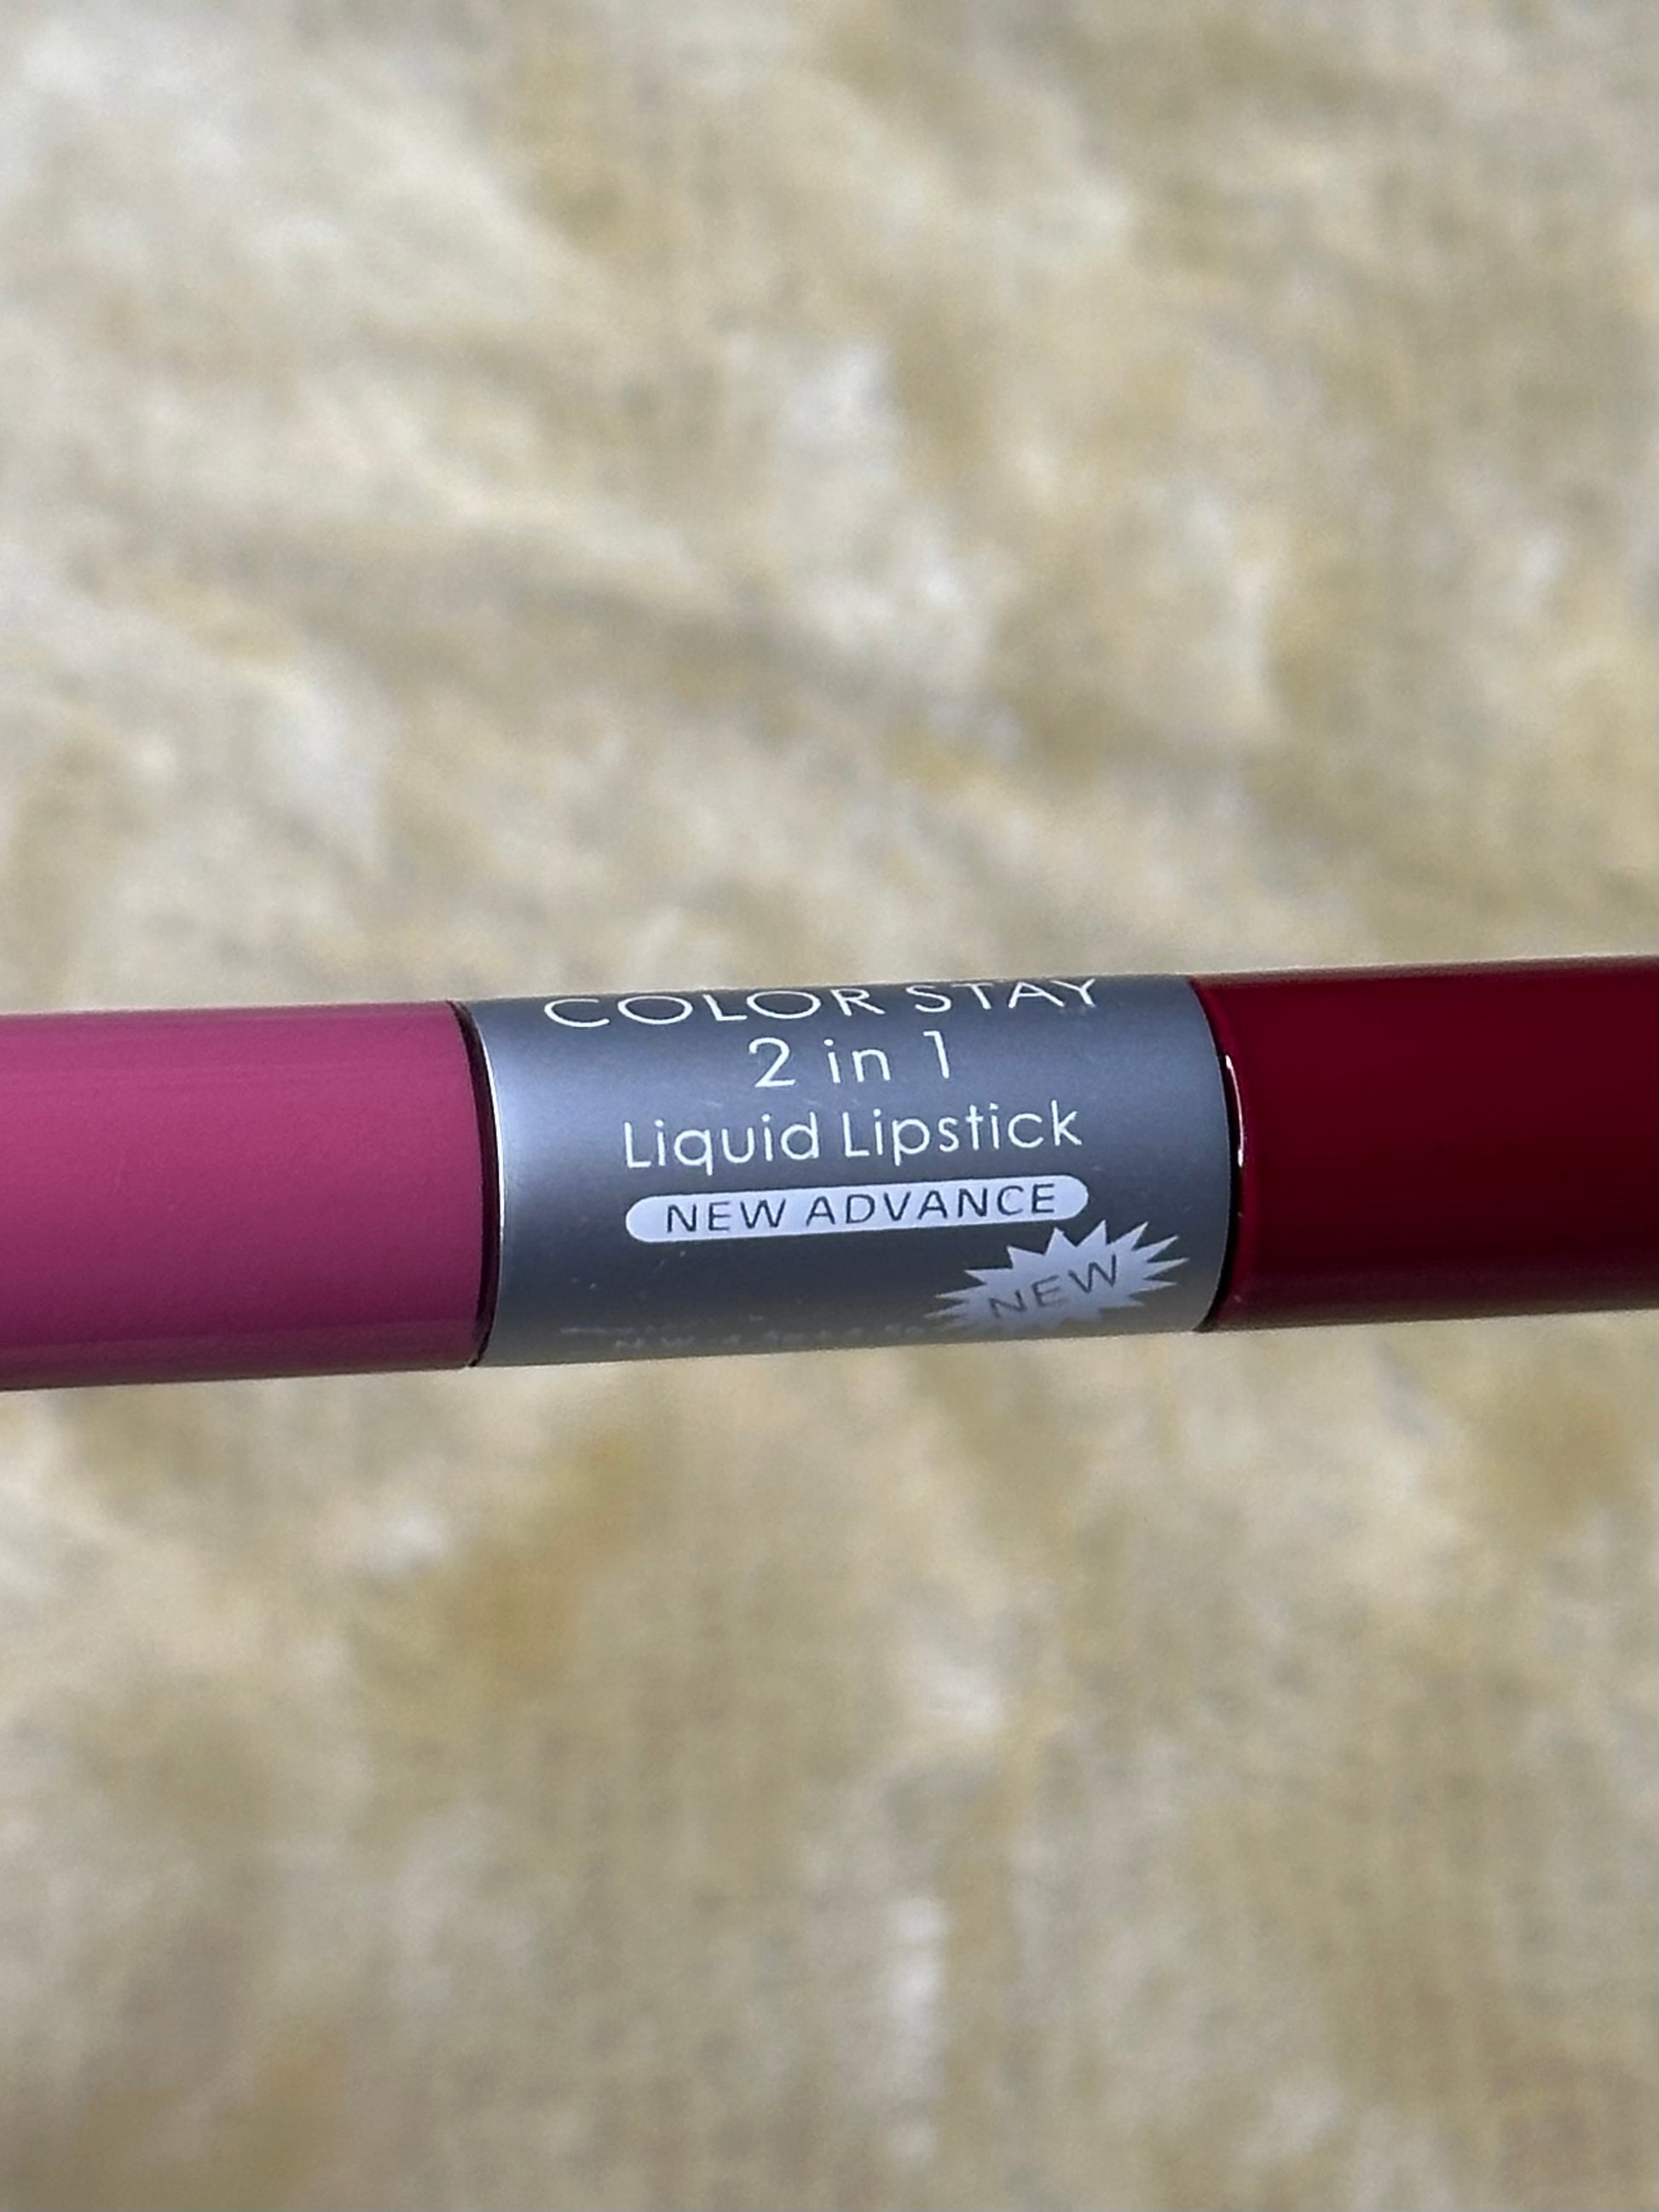 COLOR STAY
2 in 1
Liquid Lipstick
NEW ADVANCE
NEW